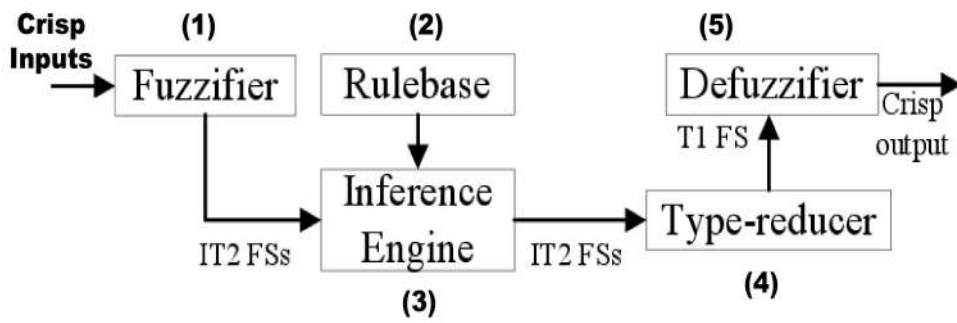 Crisp
Inputs
(1)
Fuzzifier
(2)
Rulebase
(5)
Defuzzifier
Crisp
output
T1 FS
IT2 FSs
Inference
Engine
(3)
IT2 FSs
Type-reducer
(4)